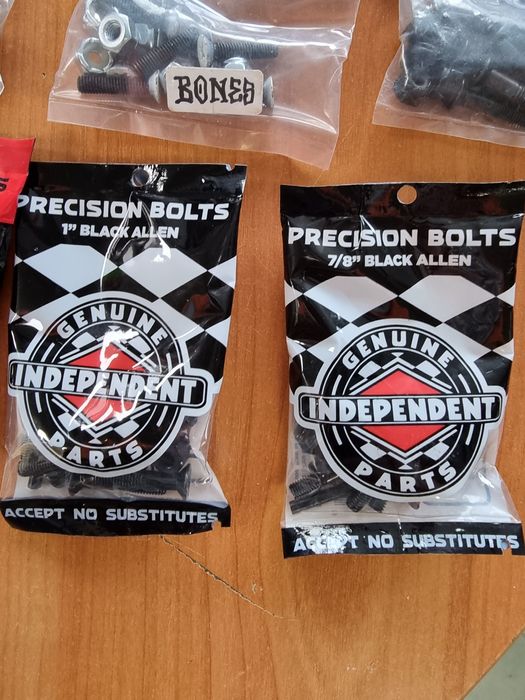 BONES
S
PRECISION BOLTS
1” BLACK ALLEN
GENUINE
INDEPENDENT
PARTS
ACCEPT NO SUBSTITUTES
PRECISION BOLTS
7/8” BLACK ALLEN
GENUINE
INDEPENDENT
PARTS
ACCEPT NO SUBSTITUTES